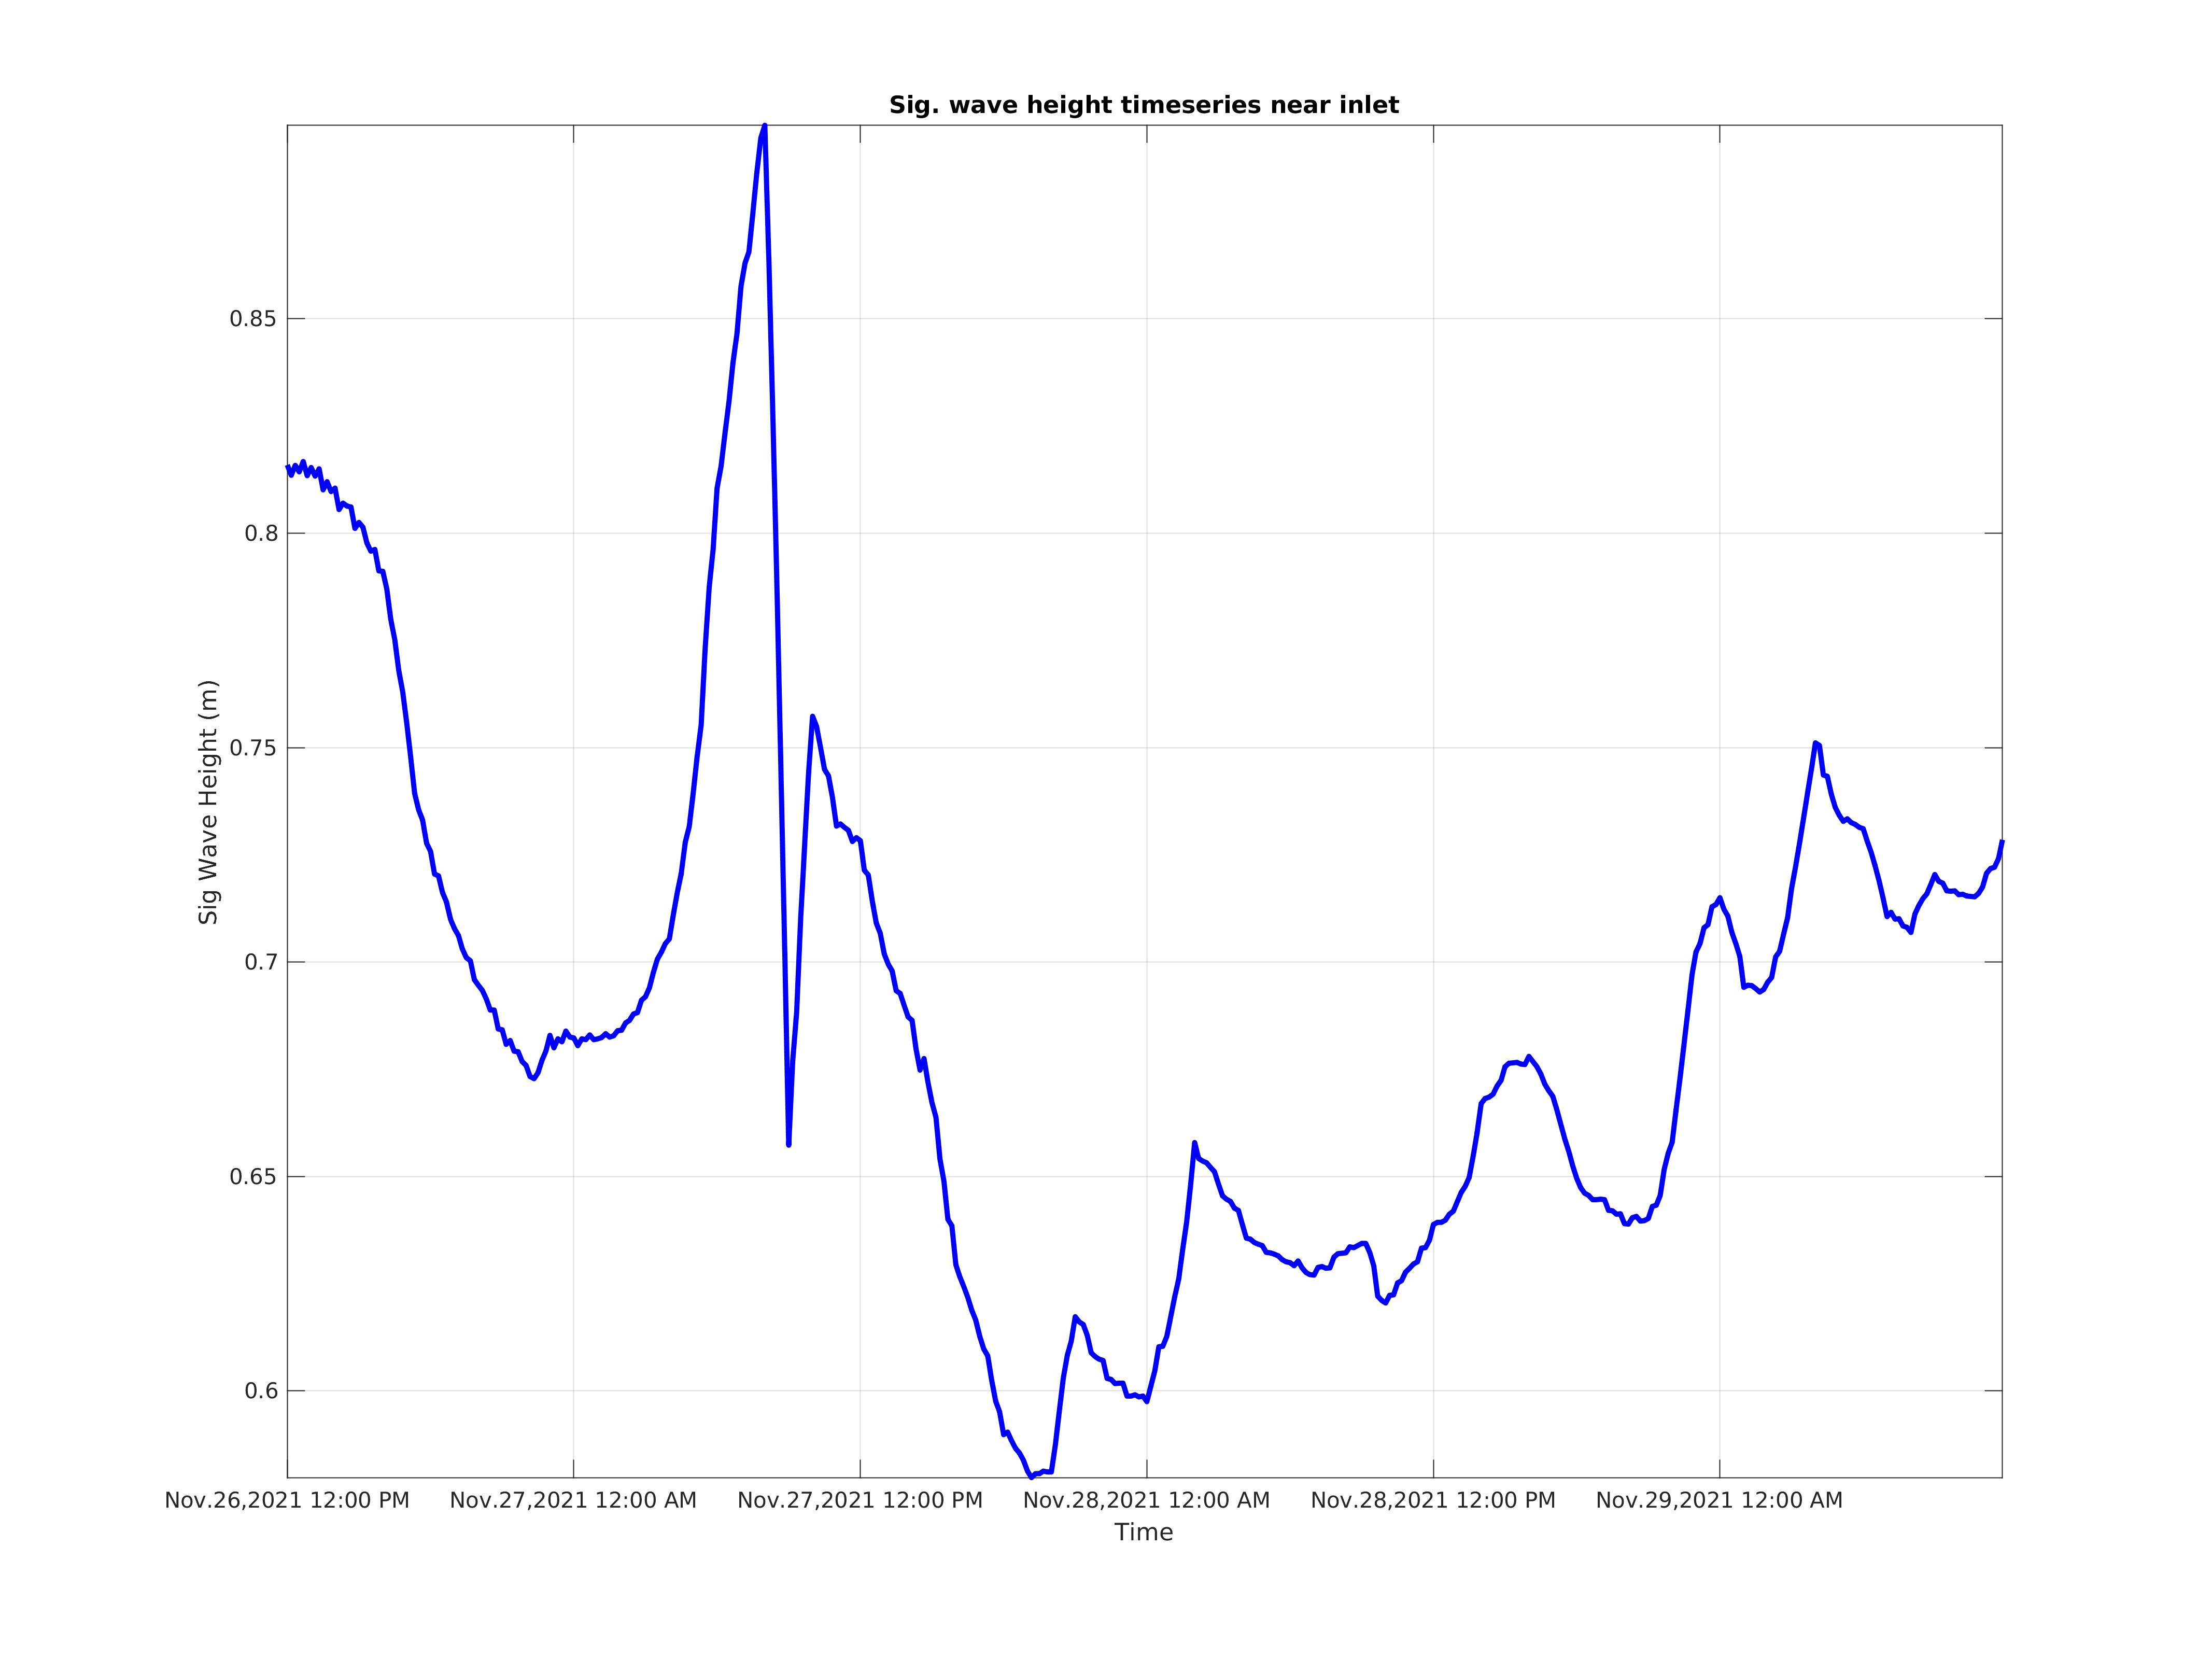 Sig. wave height timeseries near inlet
Sig Wave Height (m)
0.85
0.8
0.75
0.7
0.65
0.6
Nov.26,2021 12:00 PM
Nov.27,2021 12:00 AM
Nov.27,2021 12:00 PM
Nov.28,2021 12:00 AM
Nov.28,2021 12:00 PM
Nov.29,2021 12:00 AM
Time